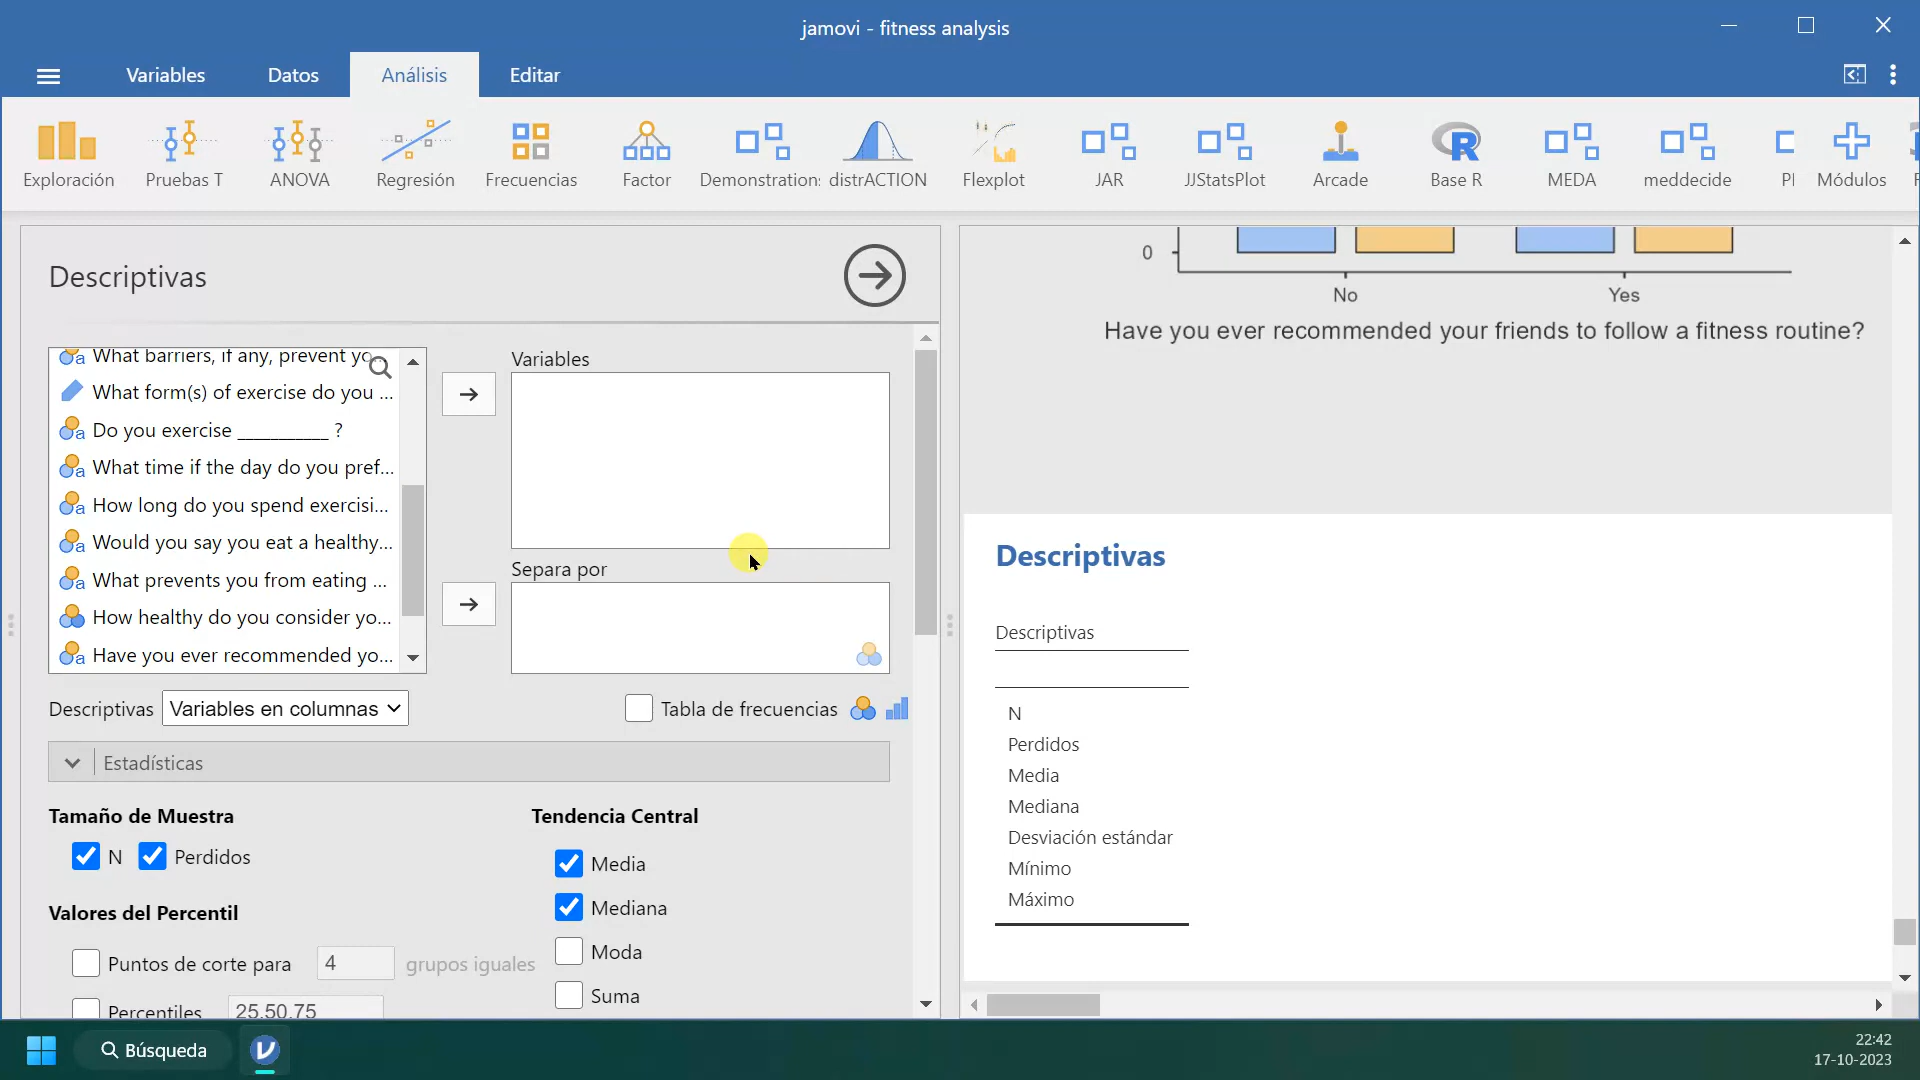 jamovi - fitness analysis
Variables
Datos
Análisis
Editar
Exploración
Pruebas T
ANOVA
Regresión
Frecuencias
Factor
Demonstration
distrACTION
Flexplot
JAR
JJStatsPlot
Arcade
Base R
MEDA
meddecide
Módulos
Descriptivas
What barriers, if any, prevent yo...
What form(s) of exercise do you ...
Do you exercise ___________ ?
What time if the day do you pref...
How long do you spend exercisi...
Would you say you eat a healthy...
What prevents you from eating ...
How healthy do you consider yo...
Have you ever recommended yo...
Variables
Separa por
Descriptivas
Variables en columnas
Tabla de frecuencias
Estadísticas
Tamaño de Muestra
N
Perdidos
Valores del Percentil
Puntos de corte para
4
grupos iguales
Percentiles
25,50,75
Tendencia Central
Media
Mediana
Moda
Suma
0
No
Yes
Have you ever recommended your friends to follow a fitness routine?
Descriptivas
Descriptivas
N
Perdidos
Media
Mediana
Desviación estándar
Mínimo
Máximo
Búsqueda
22:42
17-10-2023